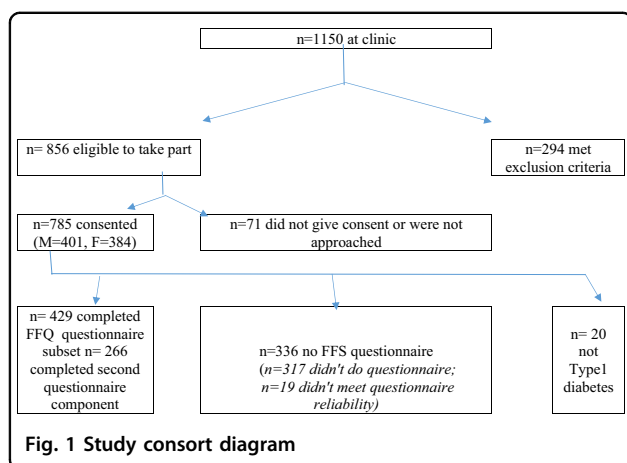 n=1150 at clinic
n= 856 eligible to take part
n=294 met
exclusion criteria
n=785 consented
(M=401, F=384)
n=71 did not give consent or were not
approached
n= 429 completed
FFQ questionnaire
subset n= 266
completed second
questionnaire
component
n=336 no FFS questionnaire
(n=317 didn't do questionnaire;
n=19 didn't meet questionnaire
reliability)
n= 20
not
Type1
diabetes
Fig. 1 Study consort diagram